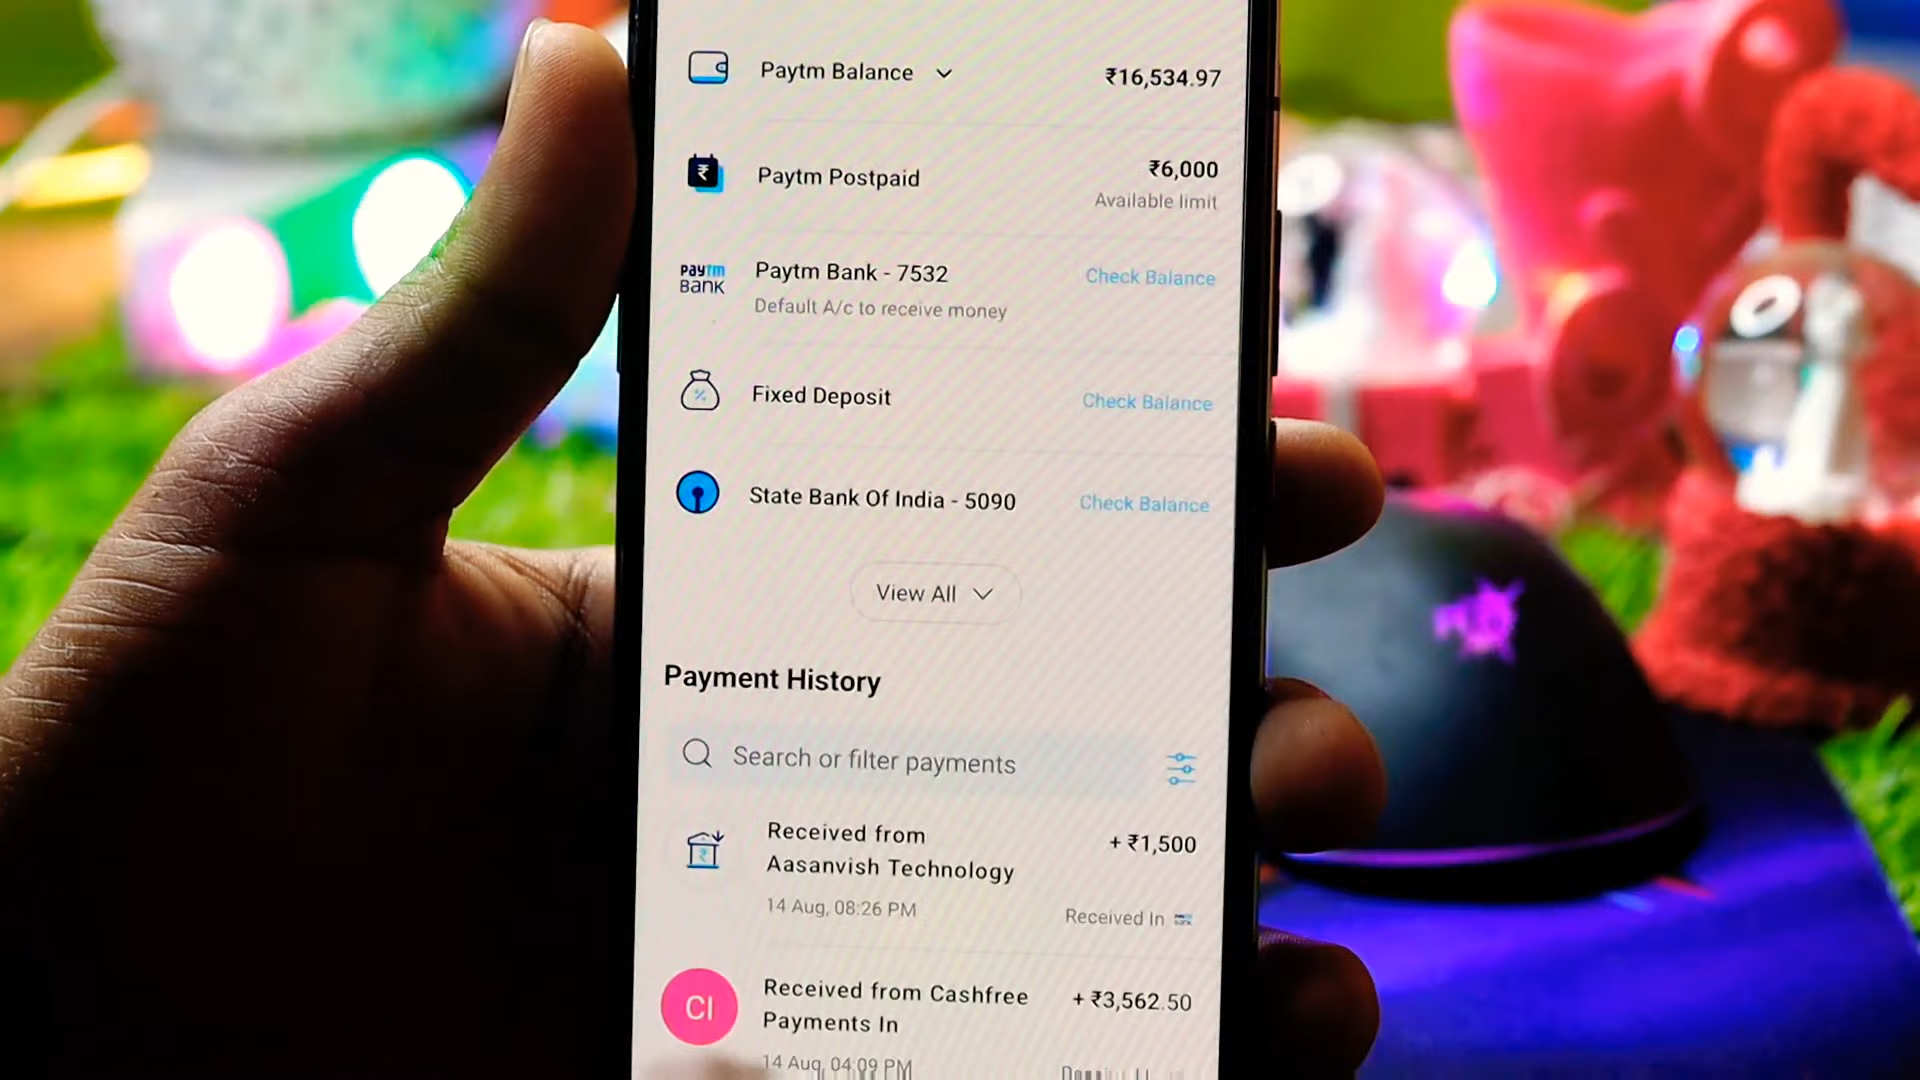 Paytm Balance ₹16,534.97
Paytm Postpaid ₹6,000
Available limit
paytm BANK Paytm Bank - 7532 Check Balance
Default A/c to receive money
Fixed Deposit Check Balance
State Bank Of India - 5090 Check Balance
View All
Payment History
Search or filter payments
Received from + ₹1,500
Aasanvish Technology
14 Aug, 08:26 PM Received In
CI Received from Cashfree + ₹3,562.50
Payments In
14 Aug, 04:09 PM